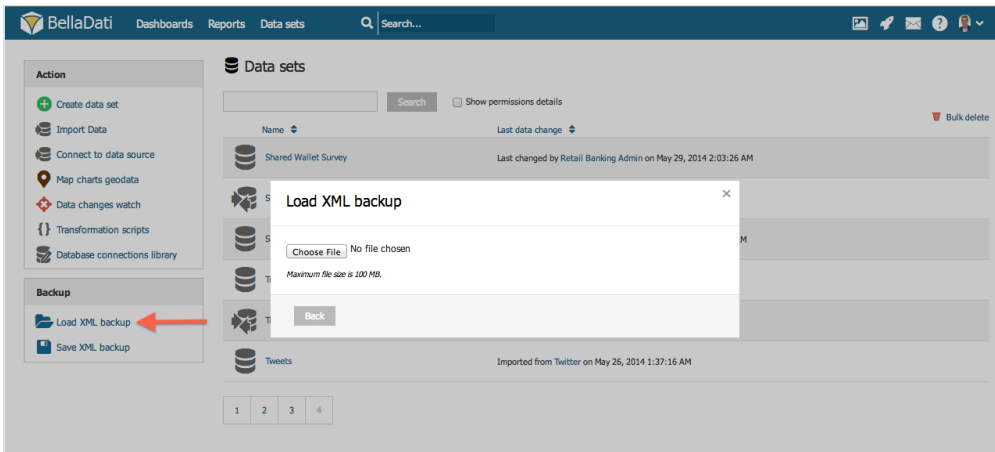 BellaDati Dashboards Reports Data sets Search...
Action
Create data set
Import Data
Connect to data source
Map charts geodata
Data changes watch
Transformation scripts
Database connections library
Backup
Load XML backup
Save XML backup
Data sets
Search Show permissions details
Bulk delete
Name Last data change
Shared Wallet Survey Last changed by Retail Banking Admin on May 29, 2014 2:03:26 AM
S
S M
Load XML backup ×
Choose File No file chosen
Maximum file size is 100 MB.
Back
Tweets Imported from Twitter on May 26, 2014 1:37:16 AM
1 2 3 4